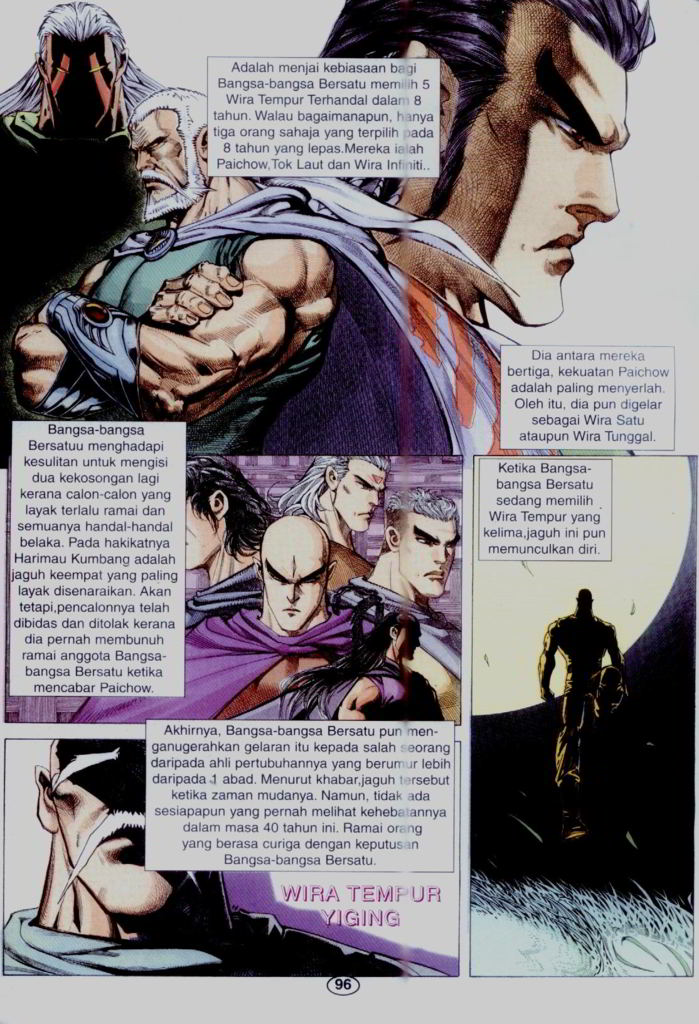 Adalah menjai kebiasaan bagi
Bangsa-bangsa Bersatu memilih 5
Wira Tempur Terhandal dalam 8
tahun. Walau bagaimanapun, hanya
tiga orang sahaja yang terpilih pada
8 tahun yang lepas.Mereka ialah
Paichow,Tok Laut dan Wira Infiniti..
Dia antara mereka
bertiga, kekuatan Paichow
adalah paling menyerlah.
Oleh itu, dia pun digelar
sebagai Wira Satu
ataupun Wira Tunggal.
Bangsa-bangsa
Bersatuu menghadapi
kesulitan untuk mengisi
dua kekosongan lagi
kerana calon-calon yang
layak terlalu ramai dan
semuanya handal-handal
belaka. Pada hakikatnya
Harimau Kumbang adalah
jaguh keempat yang paling
layak disenaraikan. Akan
tetapi,pencalonnya telah
dibidas dan ditolak kerana
dia pernah membunuh
ramai anggota Bangsa-
bangsa Bersatu ketika
mencabar Paichow.
Ketika Bangsa-
bangsa Bersatu
sedang memilih
Wira Tempur yang
kelima,jaguh ini pun
memunculkan diri.
Akhirnya, Bangsa-bangsa Bersatu pun men-
ganugerahkan gelaran itu kepada salah seorang
daripada ahli pertubuhannya yang berumur lebih
daripada 1 abad. Menurut khabar,jaguh tersebut
ketika zaman mudanya. Namun, tidak ada
sesiapapun yang pernah melihat kehebatannya
dalam masa 40 tahun ini. Ramai orang
yang berasa curiga dengan keputusan
Bangsa-bangsa Bersatu.
WIRA TEMPUR
YIGING
96